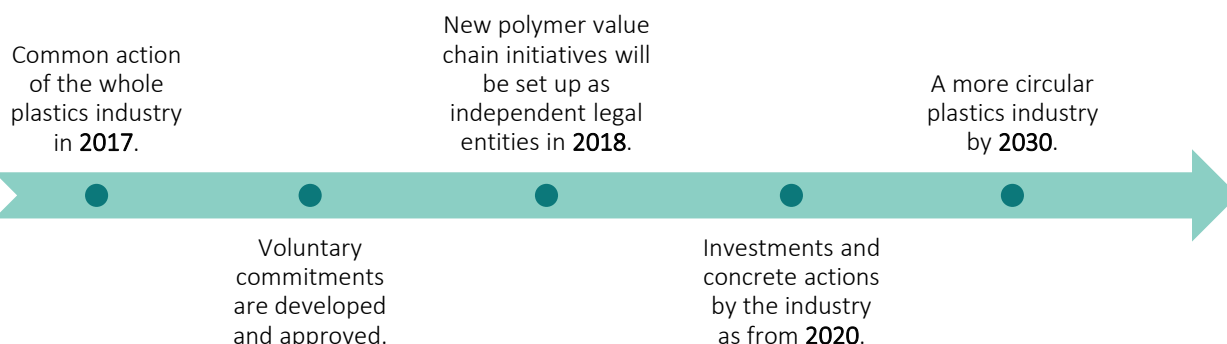 Common action
of the whole
plastics industry
in 2017.
Voluntary
commitments
are developed
and approved.
New polymer value
chain initiatives will
be set up as
independent legal
entities in 2018.
Investments and
concrete actions
by the industry
as from 2020.
A more circular
plastics industry
by 2030.